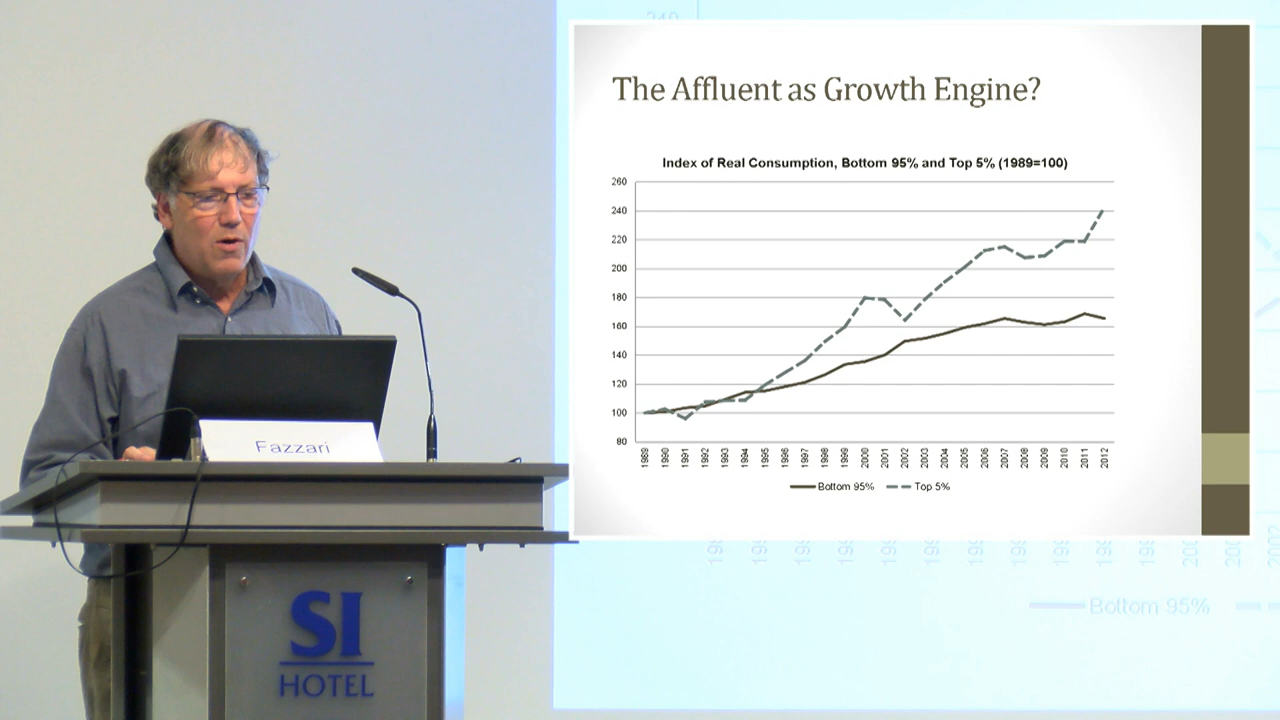 The Affluent as Growth Engine?
Index of Real Consumption, Bottom 95% and Top 5% (1989=100)
260
240
220
200
180
160
140
120
100
80
1989 1990 1991 1992 1993 1994 1995 1996 1997 1998 1999 2000 2001 2002 2003 2004 2005 2006 2007 2008 2009 2010 2011 2012
Bottom 95% Top 5%
240
Bottom 95%
Fazzari
SI
HOTEL